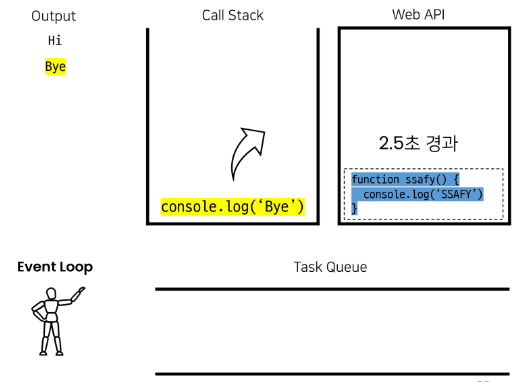 Output
Hi
Bye
Call Stack
console.log(‘Bye’)
Web API
2.5초 경과
function ssafy() {
console.log(‘SSAFY’)
}
Event Loop
Task Queue